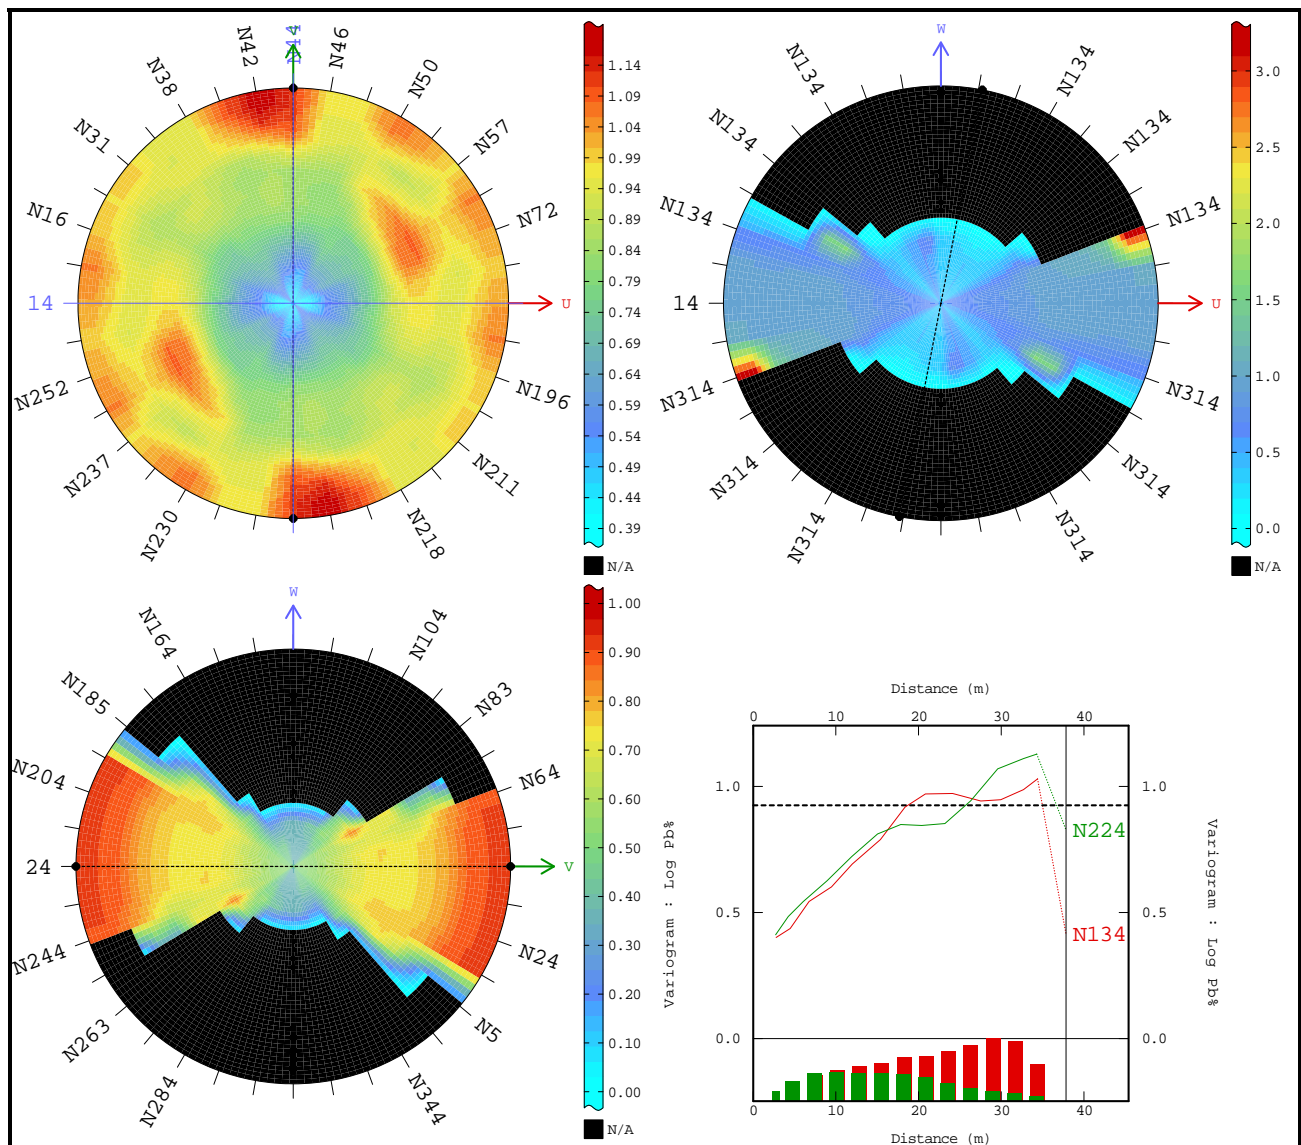 N42
N44
N46
N38
N50
N31
N57
N16
N72
14
U
N252
N196
N237
N211
N230
N218
1.14
1.09
1.04
0.99
0.94
0.89
0.84
0.79
0.74
0.69
0.64
0.59
0.54
0.49
0.44
0.39
N/A
W
N134
N134
N134
N134
N134
N134
14
U
N314
N314
N314
N314
N314
N314
3.0
2.5
2.0
1.5
1.0
0.5
0.0
N/A
W
N164
N104
N185
N83
N204
N64
24
V
N244
N24
N263
N5
N284
N344
1.00
0.90
0.80
0.70
0.60
0.50
0.40
0.30
0.20
0.10
0.00
N/A
Distance (m)
0 10 20 30 40
1.0 1.0
N224
0.5 0.5
N134
0.0 0.0
Variogram : Log Pb%
Variogram : Log Pb%
0 10 20 30 40
Distance (m)